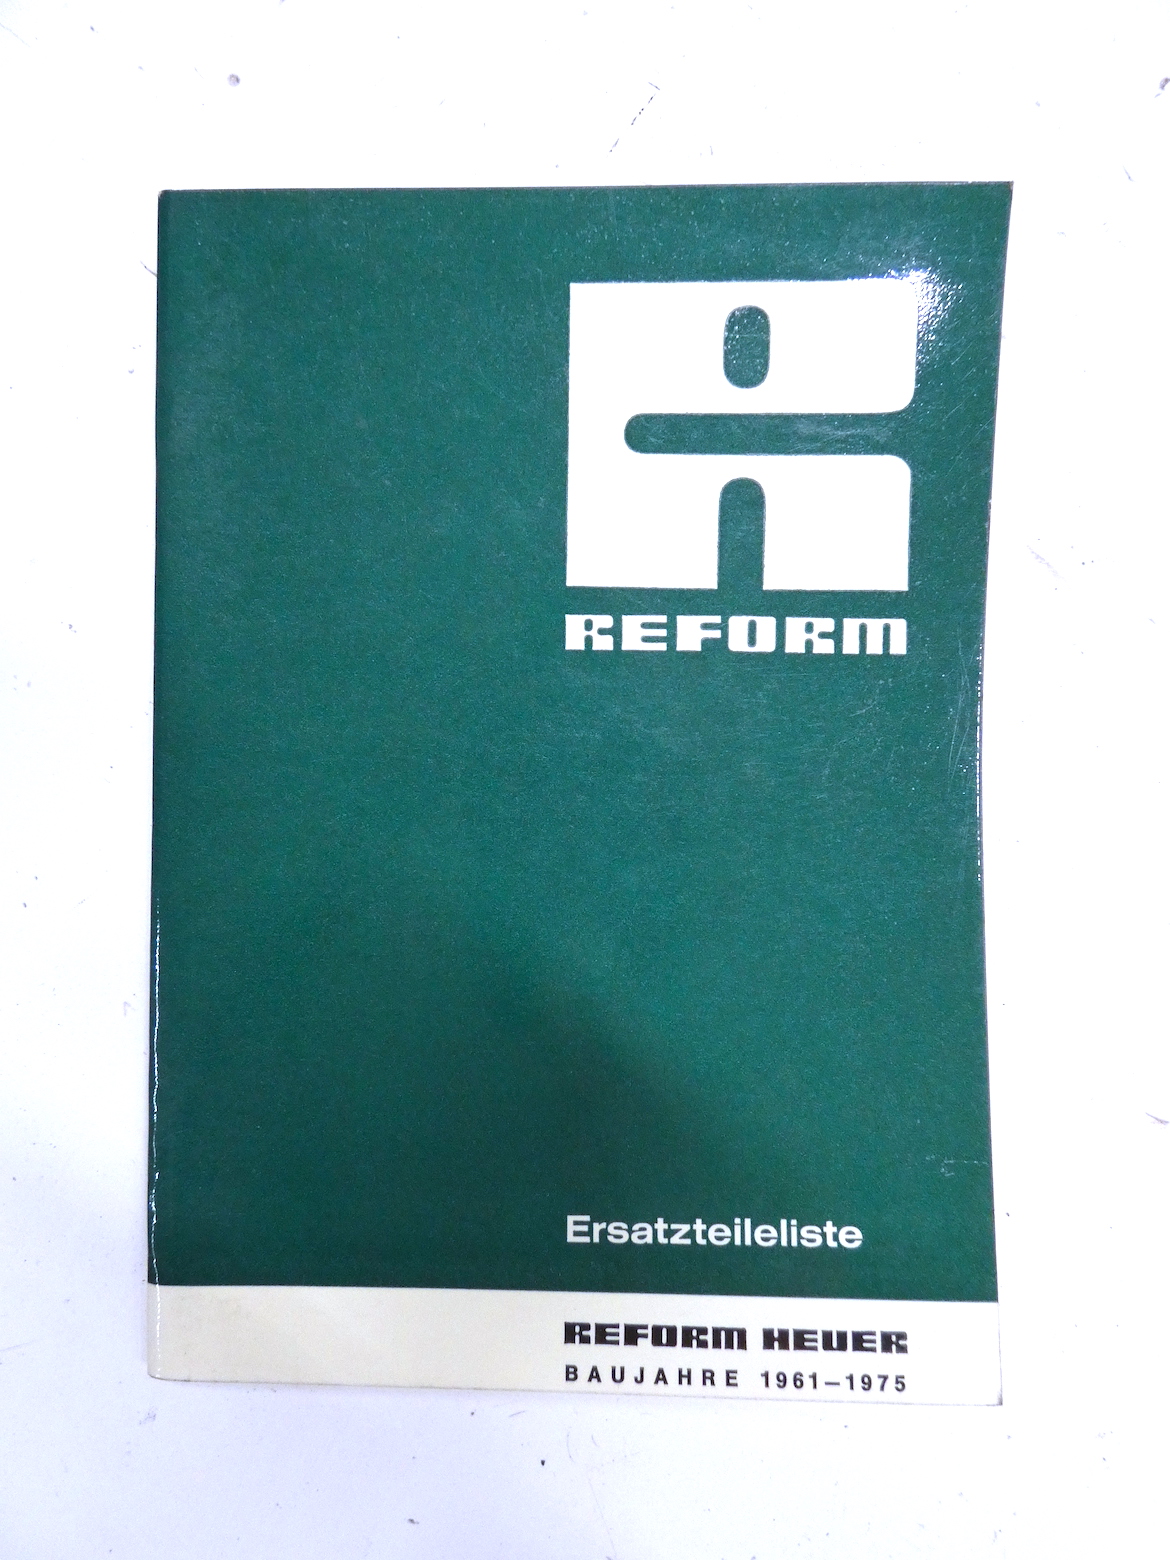 R
REFORM
Ersatzteileliste
REFORM HEUER
BAUJAHRE 1961–1975